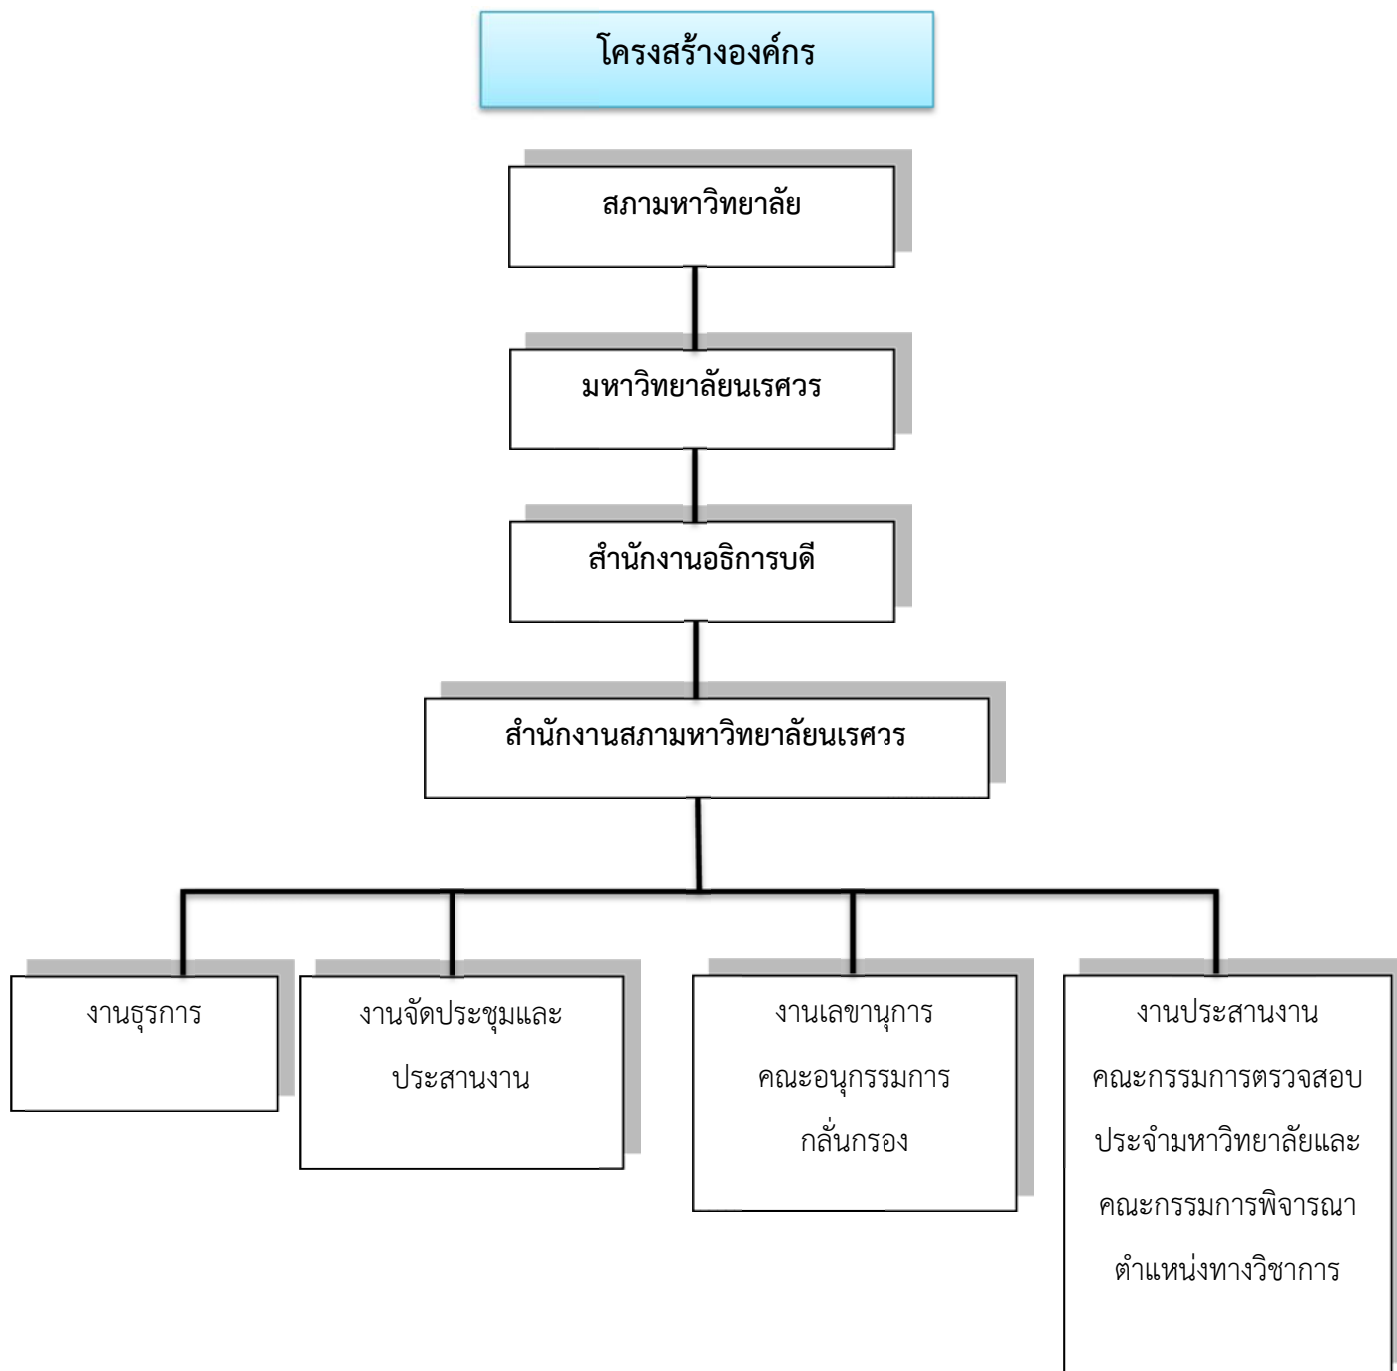 โครงสร้างองค์กร
สภามหาวิทยาลัย
มหาวิทยาลัยนเรศวร
สำนักงานอธิการบดี
สำนักงานสภามหาวิทยาลัยนเรศวร
งานธุรการ
งานจัดประชุมและ
ประสานงาน
งานเลขานุการ
คณะอนุกรรมการ
กลั่นกรอง
งานประสานงาน
คณะกรรมการตรวจสอบ
ประจำมหาวิทยาลัยและ
คณะกรรมการพิจารณา
ตำแหน่งทางวิชาการ